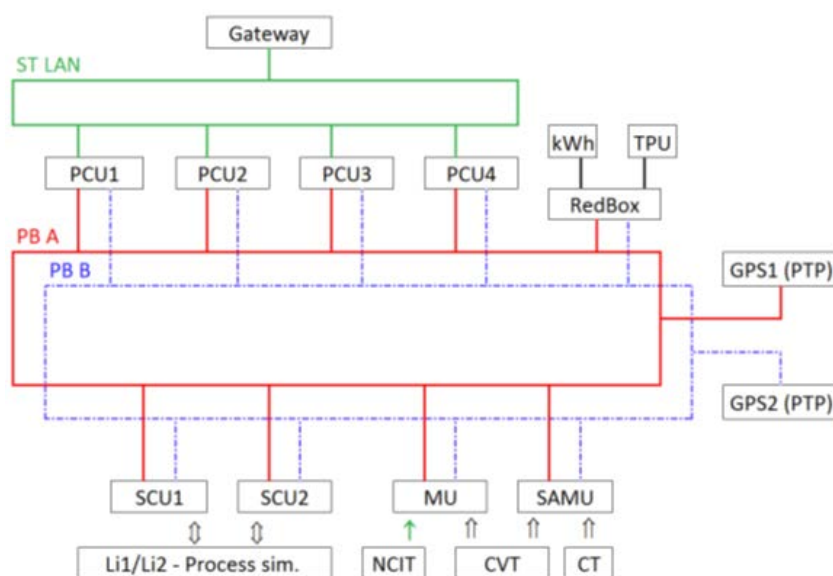 Gateway
ST LAN
kWh
TPU
PCU1
PCU2
PCU3
PCU4
RedBox
PB A
PB B
GPS1 (PTP)
GPS2 (PTP)
SCU1
SCU2
MU
SAMU
Li1/Li2 - Process sim.
NCIT
CVT
CT